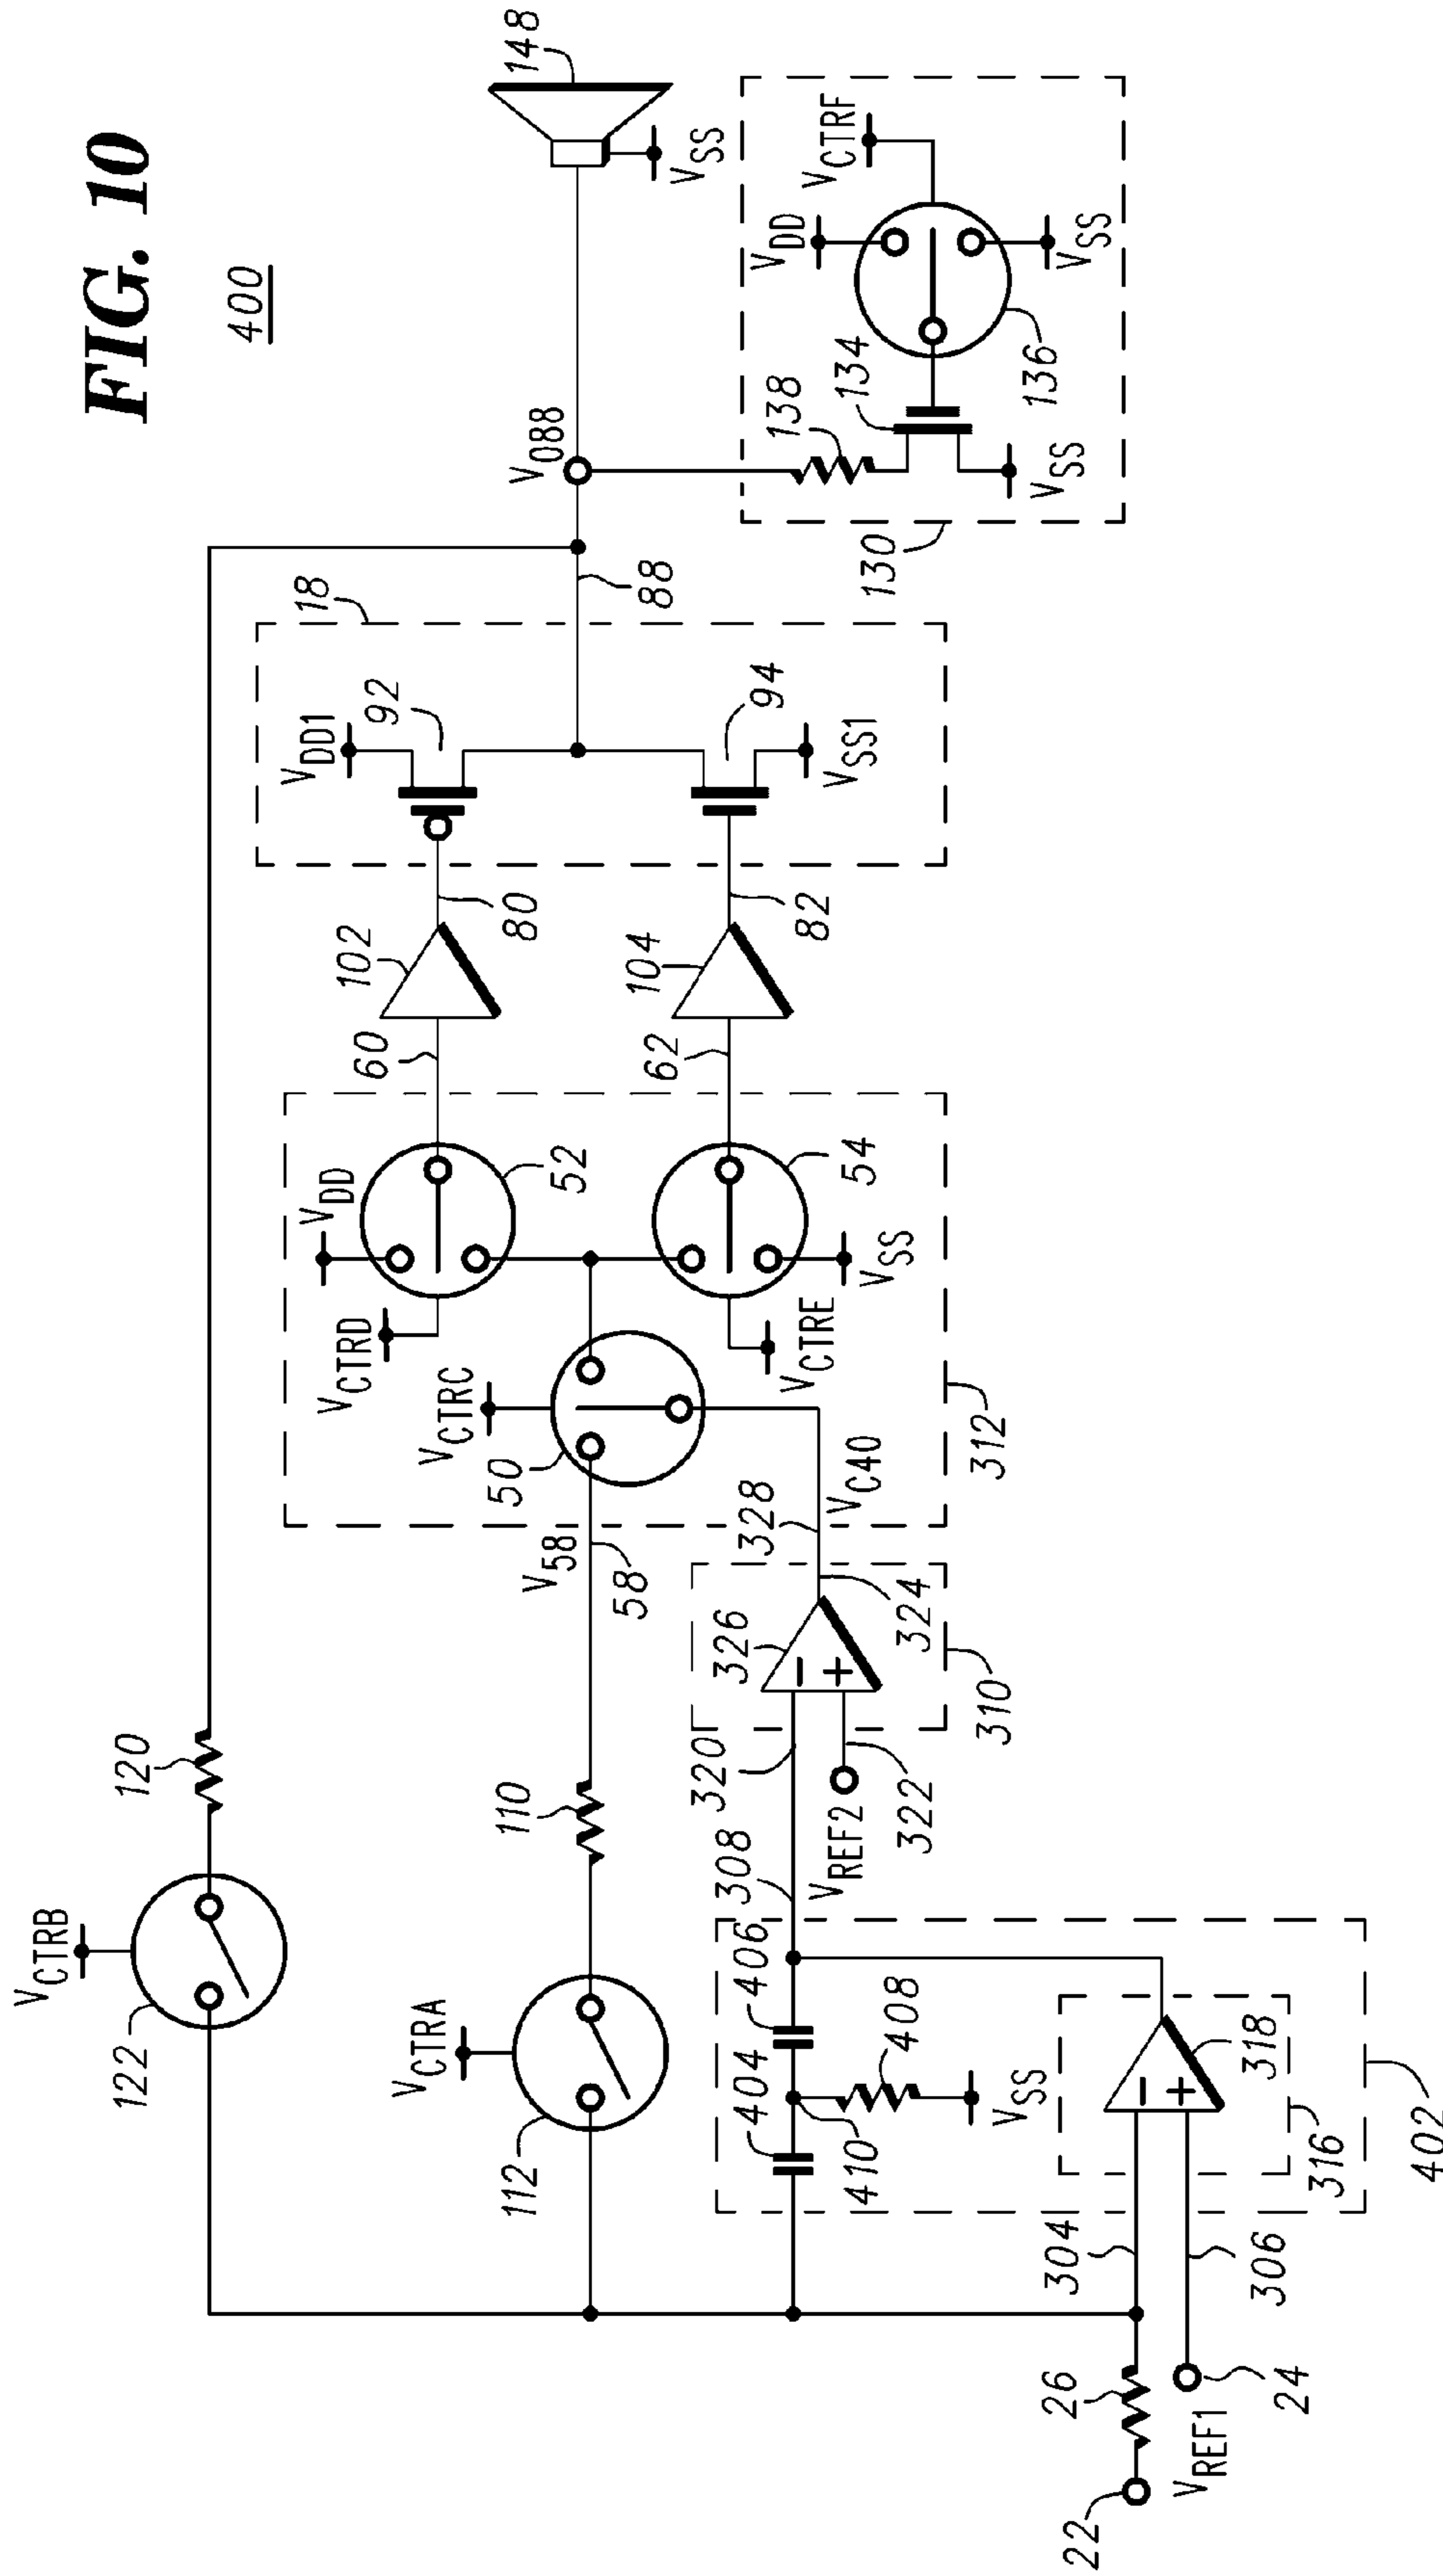 FIG. 10
400
VCTRB
122
120
VCTRA
112
110
V58
58
VCTRC
50
VCTRD
VDD
52
60
102
80
VDD1
92
18
88
VO88
148
VSS
VCTRE
VSS
54
62
104
82
94
VSS1
312
VC40
328
324
326
310
320
322
VREF2
308
406
404
408
410
VSS
318
316
402
304
306
26
24
VREF1
22
130
138
134
136
VDD
VCTRF
VSS
VSS